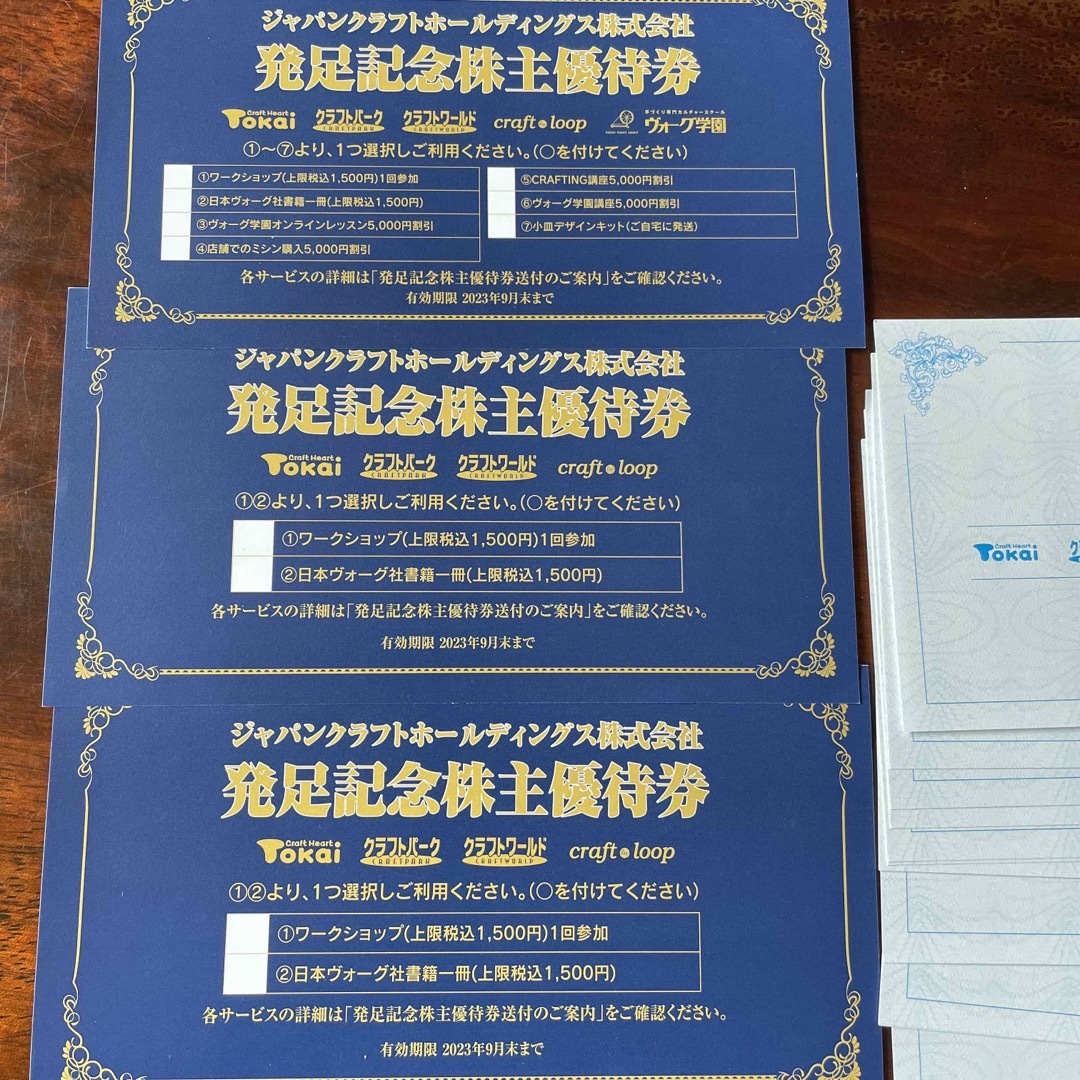 ジャパンクラフトホールディングス株式会社
発足記念株主優待券
Craft Heart
Tokai
クラフトパーク
CRAFTPARK
クラフトワールド
CRAFTWORLD
craft loop
手づくり専門カルチャースクール
ヴォーグ学園
①～⑦より、1つ選択しご利用ください。(○を付けてください)
①ワークショップ(上限税込1,500円)1回参加
②日本ヴォーグ社書籍一冊(上限税込1,500円)
③ヴォーグ学園オンラインレッスン5,000円割引
④店舗でのミシン購入5,000円割引
⑤CRAFTING講座5,000円割引
⑥ヴォーグ学園講座5,000円割引
⑦小皿デザインキット(ご自宅に発送)
各サービスの詳細は「発足記念株主優待券送付のご案内」をご確認ください。
有効期限 2023年9月末まで
ジャパンクラフトホールディングス株式会社
発足記念株主優待券
Craft Heart
Tokai
クラフトパーク
CRAFTPARK
クラフトワールド
CRAFTWORLD
craft loop
①②より、1つ選択しご利用ください。(○を付けてください)
①ワークショップ(上限税込1,500円)1回参加
②日本ヴォーグ社書籍一冊(上限税込1,500円)
各サービスの詳細は「発足記念株主優待券送付のご案内」をご確認ください。
有効期限 2023年9月末まで
ジャパンクラフトホールディングス株式会社
発足記念株主優待券
Craft Heart
Tokai
クラフトパーク
CRAFTPARK
クラフトワールド
CRAFTWORLD
craft loop
①②より、1つ選択しご利用ください。(○を付けてください)
①ワークショップ(上限税込1,500円)1回参加
②日本ヴォーグ社書籍一冊(上限税込1,500円)
各サービスの詳細は「発足記念株主優待券送付のご案内」をご確認ください。
有効期限 2023年9月末まで
Craft Heart
Tokai